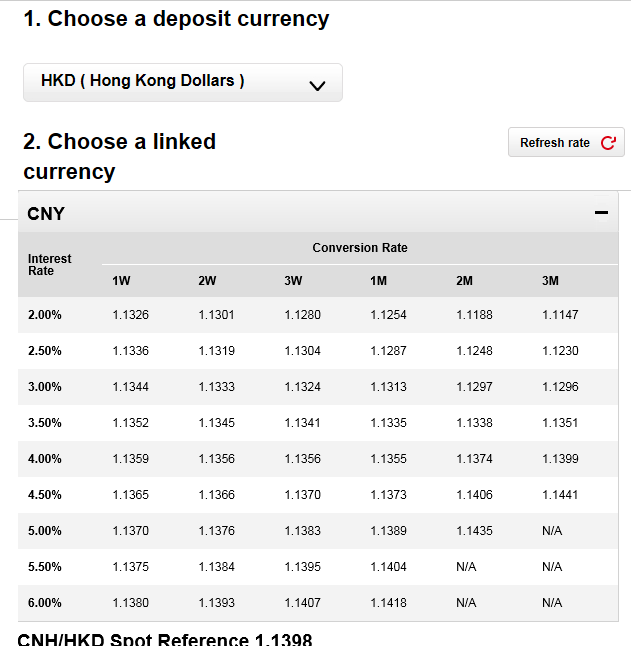 1. Choose a deposit currency
HKD ( Hong Kong Dollars )
2. Choose a linked
currency
Refresh rate
CNY
Interest
Rate
Conversion Rate
1W 2W 3W 1M 2M 3M
2.00% 1.1326 1.1301 1.1280 1.1254 1.1188 1.1147
2.50% 1.1336 1.1319 1.1304 1.1287 1.1248 1.1230
3.00% 1.1344 1.1333 1.1324 1.1313 1.1297 1.1296
3.50% 1.1352 1.1345 1.1341 1.1335 1.1338 1.1351
4.00% 1.1359 1.1356 1.1356 1.1355 1.1374 1.1399
4.50% 1.1365 1.1366 1.1370 1.1373 1.1406 1.1441
5.00% 1.1370 1.1376 1.1383 1.1389 1.1435 N/A
5.50% 1.1375 1.1384 1.1395 1.1404 N/A N/A
6.00% 1.1380 1.1393 1.1407 1.1418 N/A N/A
CNH/HKD Spot Reference 1.1398